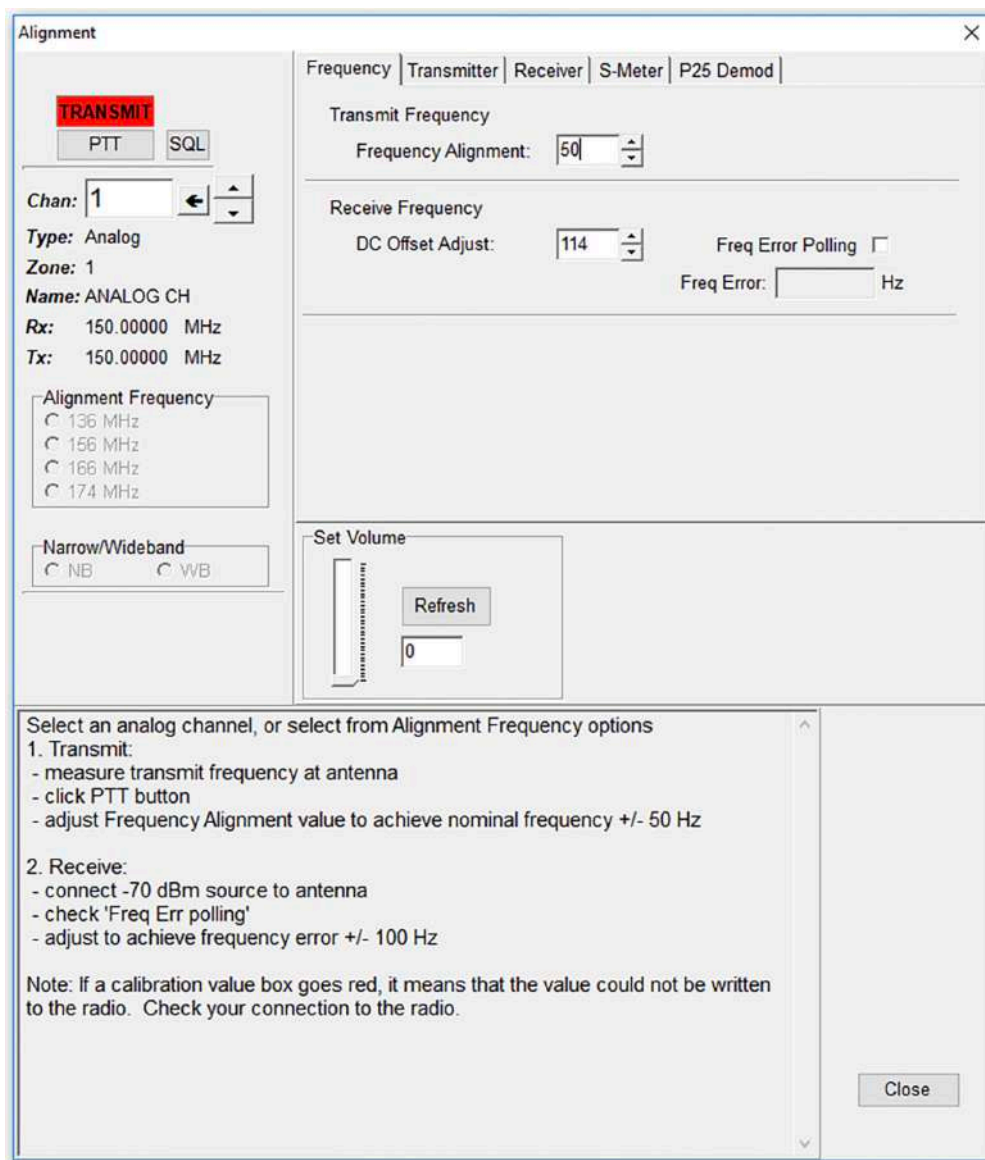 Alignment
Frequency Transmitter Receiver S-Meter P25 Demod
TRANSMIT
PTT SQL
Chan: 1
Type: Analog
Zone: 1
Name: ANALOG CH
Rx: 150.00000 MHz
Tx: 150.00000 MHz
Alignment Frequency
136 MHz
156 MHz
166 MHz
174 MHz
Narrow/Wideband
NB WB
Transmit Frequency
Frequency Alignment: 50
Receive Frequency
DC Offset Adjust: 114 Freq Error Polling
Freq Error: Hz
Set Volume
Refresh
0
Select an analog channel, or select from Alignment Frequency options
1. Transmit:
- measure transmit frequency at antenna
- click PTT button
- adjust Frequency Alignment value to achieve nominal frequency +/- 50 Hz
2. Receive:
- connect -70 dBm source to antenna
- check 'Freq Err polling'
- adjust to achieve frequency error +/- 100 Hz
Note: If a calibration value box goes red, it means that the value could not be written
to the radio. Check your connection to the radio.
Close